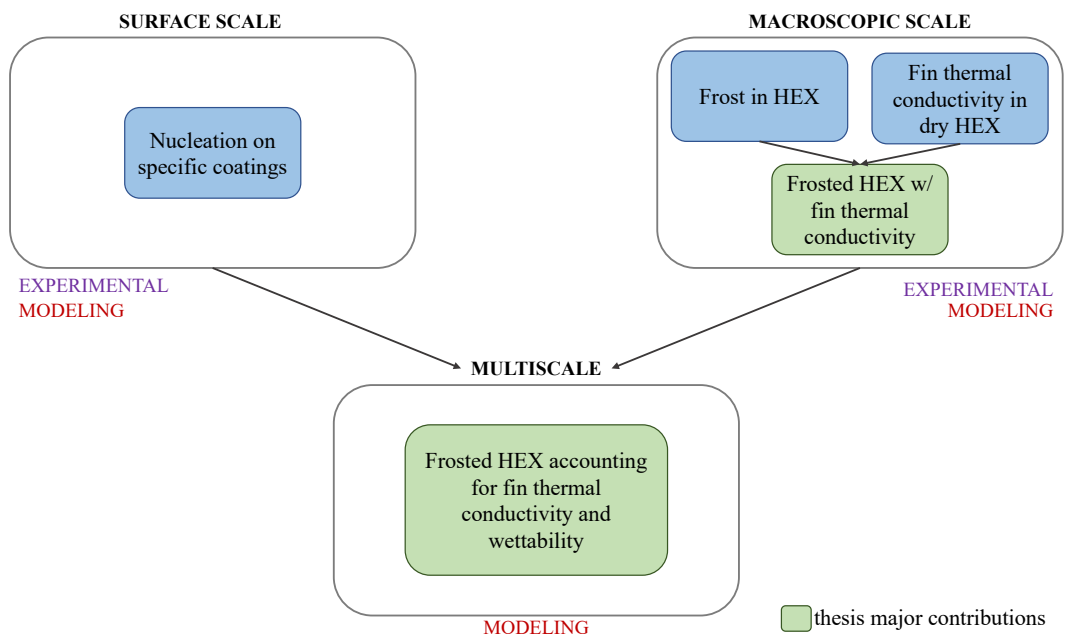 SURFACE SCALE
Nucleation on
specific coatings
EXPERIMENTAL
MODELING
MACROSCOPIC SCALE
Frost in HEX
Fin thermal
conductivity in
dry HEX
Frosted HEX w/
fin thermal
conductivity
EXPERIMENTAL
MODELING
MULTISCALE
Frosted HEX accounting
for fin thermal
conductivity and
wettability
MODELING
thesis major contributions